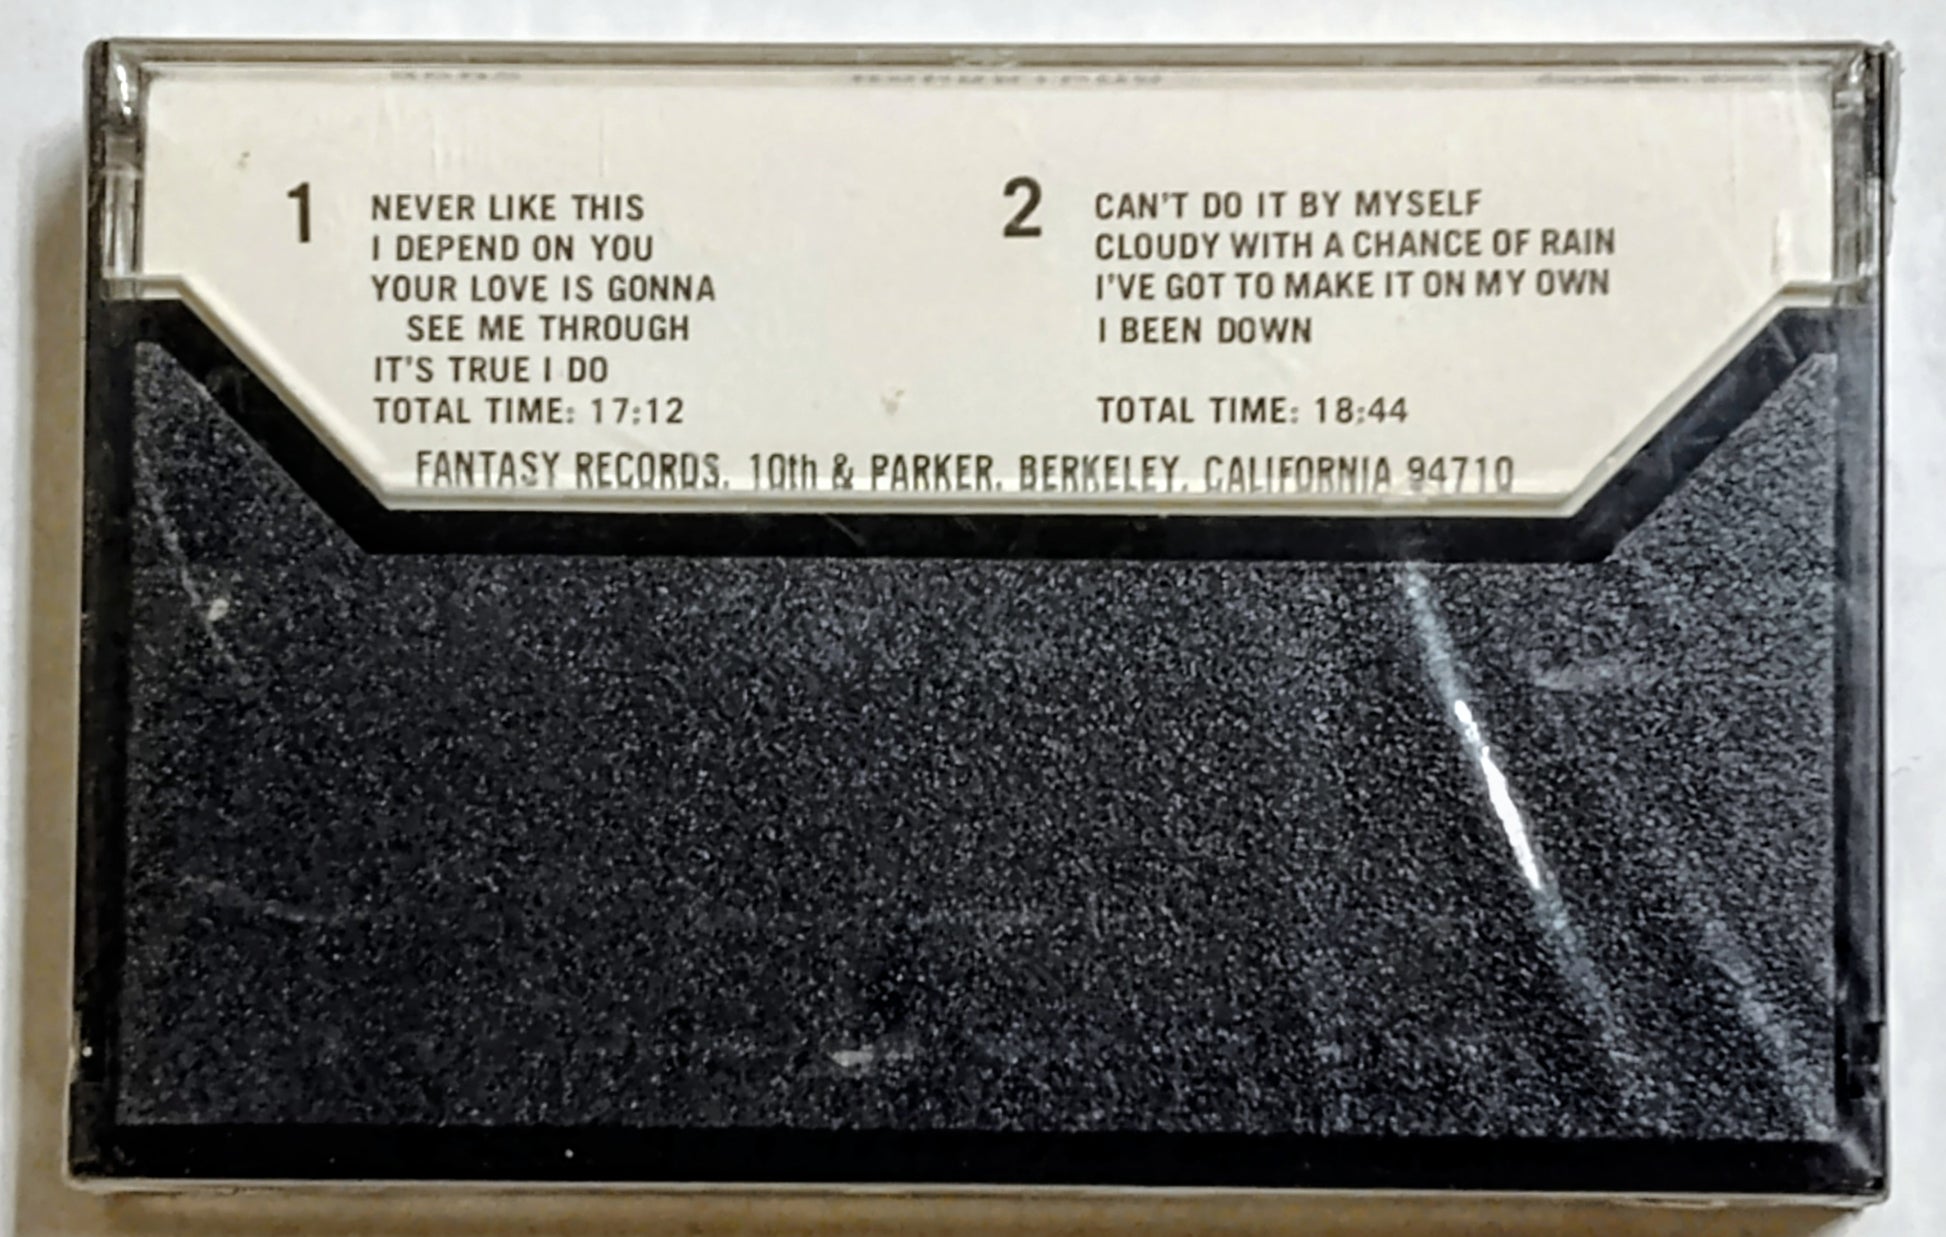 1
NEVER LIKE THIS
I DEPEND ON YOU
YOUR LOVE IS GONNA
SEE ME THROUGH
IT'S TRUE I DO
TOTAL TIME: 17:12
2
CAN'T DO IT BY MYSELF
CLOUDY WITH A CHANCE OF RAIN
I'VE GOT TO MAKE IT ON MY OWN
I BEEN DOWN
TOTAL TIME: 18:44
FANTASY RECORDS, 10th & PARKER, BERKELEY, CALIFORNIA 94710